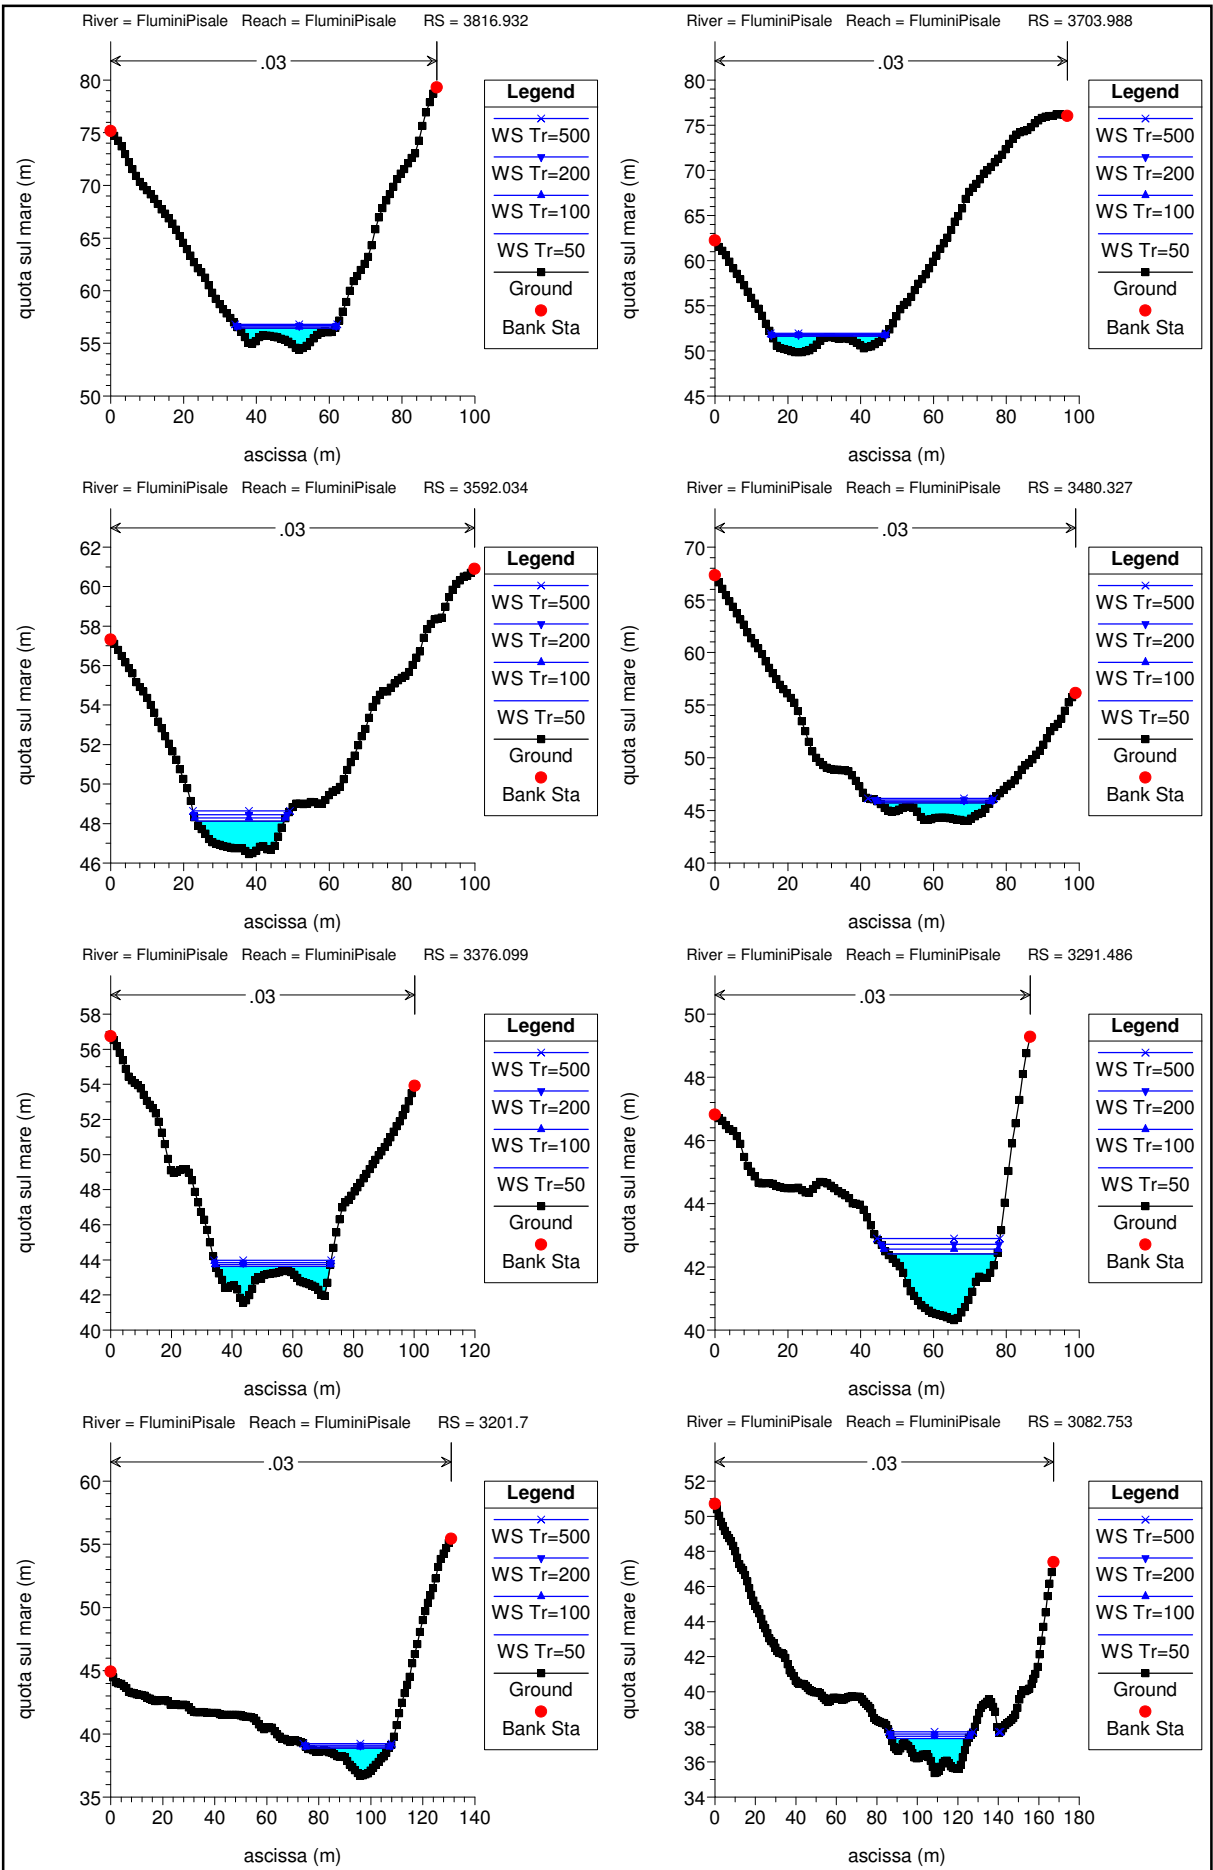 River = FluminiPisale Reach = FluminiPisale RS = 3816.932
.03
quota sul mare (m)
80
75
70
65
60
55
50
0 20 40 60 80 100
ascissa (m)
Legend
WS Tr=500
WS Tr=200
WS Tr=100
WS Tr=50
Ground
Bank Sta
River = FluminiPisale Reach = FluminiPisale RS = 3703.988
.03
quota sul mare (m)
80
75
70
65
60
55
50
45
0 20 40 60 80 100
ascissa (m)
Legend
WS Tr=500
WS Tr=200
WS Tr=100
WS Tr=50
Ground
Bank Sta
River = FluminiPisale Reach = FluminiPisale RS = 3592.034
.03
quota sul mare (m)
62
60
58
56
54
52
50
48
46
0 20 40 60 80 100
ascissa (m)
Legend
WS Tr=500
WS Tr=200
WS Tr=100
WS Tr=50
Ground
Bank Sta
River = FluminiPisale Reach = FluminiPisale RS = 3480.327
.03
quota sul mare (m)
70
65
60
55
50
45
40
0 20 40 60 80 100
ascissa (m)
Legend
WS Tr=500
WS Tr=200
WS Tr=100
WS Tr=50
Ground
Bank Sta
River = FluminiPisale Reach = FluminiPisale RS = 3376.099
.03
quota sul mare (m)
58
56
54
52
50
48
46
44
42
40
0 20 40 60 80 100 120
ascissa (m)
Legend
WS Tr=500
WS Tr=200
WS Tr=100
WS Tr=50
Ground
Bank Sta
River = FluminiPisale Reach = FluminiPisale RS = 3291.486
.03
quota sul mare (m)
50
48
46
44
42
40
0 20 40 60 80 100
ascissa (m)
Legend
WS Tr=500
WS Tr=200
WS Tr=100
WS Tr=50
Ground
Bank Sta
River = FluminiPisale Reach = FluminiPisale RS = 3201.7
.03
quota sul mare (m)
60
55
50
45
40
35
0 20 40 60 80 100 120 140
ascissa (m)
Legend
WS Tr=500
WS Tr=200
WS Tr=100
WS Tr=50
Ground
Bank Sta
River = FluminiPisale Reach = FluminiPisale RS = 3082.753
.03
quota sul mare (m)
52
50
48
46
44
42
40
38
36
34
0 20 40 60 80 100 120 140 160 180
ascissa (m)
Legend
WS Tr=500
WS Tr=200
WS Tr=100
WS Tr=50
Ground
Bank Sta